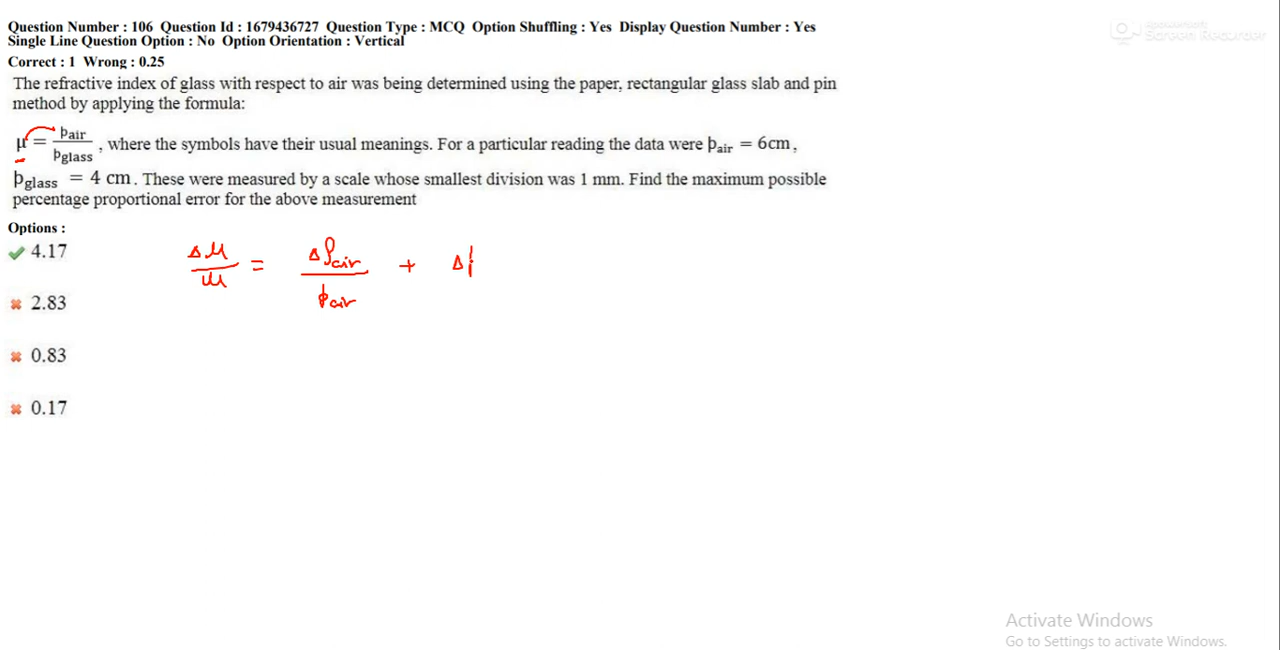 Question Number : 106 Question Id : 1679436727 Question Type : MCQ Option Shuffling : Yes Display Question Number : Yes
Single Line Question Option : No Option Orientation : Vertical
Correct : 1 Wrong : 0.25
Screen Recorder
The refractive index of glass with respect to air was being determined using the paper, rectangular glass slab and pin
method by applying the formula:
μ = þair / þglass , where the symbols have their usual meanings. For a particular reading the data were þair = 6cm,
þglass = 4 cm. These were measured by a scale whose smallest division was 1 mm. Find the maximum possible
percentage proportional error for the above measurement
Options :
4.17
2.83
0.83
0.17
Δμ / μ = Δþair / þair + Δþ
Activate Windows
Go to Settings to activate Windows.